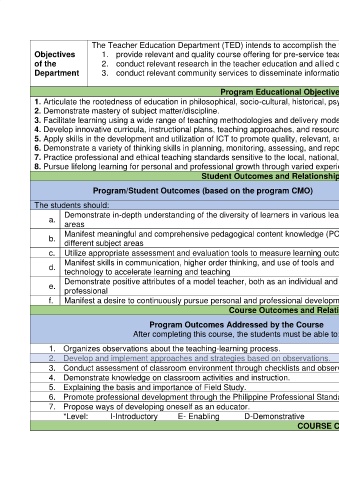 The Teacher Education Department (TED) intends to accomplish the
Objectives of the Department
1. provide relevant and quality course offering for pre-service teac
2. conduct relevant research in the teacher education and allied c
3. conduct relevant community services to disseminate informatio
Program Educational Objective
1. Articulate the rootedness of education in philosophical, socio-cultural, historical, psy
2. Demonstrate mastery of subject matter/discipline.
3. Facilitate learning using a wide range of teaching methodologies and delivery mode
4. Develop innovative curricula, instructional plans, teaching approaches, and resourc
5. Apply skills in the development and utilization of ICT to promote quality, relevant, a
6. Demonstrate a variety of thinking skills in planning, monitoring, assessing, and repo
7. Practice professional and ethical teaching standards sensitive to the local, national,
8. Pursue lifelong learning for personal and professional growth through varied experi
Student Outcomes and Relationship
Program/Student Outcomes (based on the program CMO)
The students should:
a. Demonstrate in-depth understanding of the diversity of learners in various lea
areas
b. Manifest meaningful and comprehensive pedagogical content knowledge (PC
different subject areas
c. Utilize appropriate assessment and evaluation tools to measure learning outc
d. Manifest skills in communication, higher order thinking, and use of tools and
technology to accelerate learning and teaching
e. Demonstrate positive attributes of a model teacher, both as an individual and
professional
f. Manifest a desire to continuously pursue personal and professional developm
Course Outcomes and Relati
Program Outcomes Addressed by the Course
After completing this course, the students must be able to:
1. Organizes observations about the teaching-learning process.
2. Develop and implement approaches and strategies based on observations.
3. Conduct assessment of classroom environment through checklists and observ
4. Demonstrate knowledge on classroom activities and instruction.
5. Explaining the basis and importance of Field Study.
6. Promote professional development through the Philippine Professional Standa
7. Propose ways of developing oneself as an educator.
*Level: I-Introductory E- Enabling D-Demonstrative
COURSE C